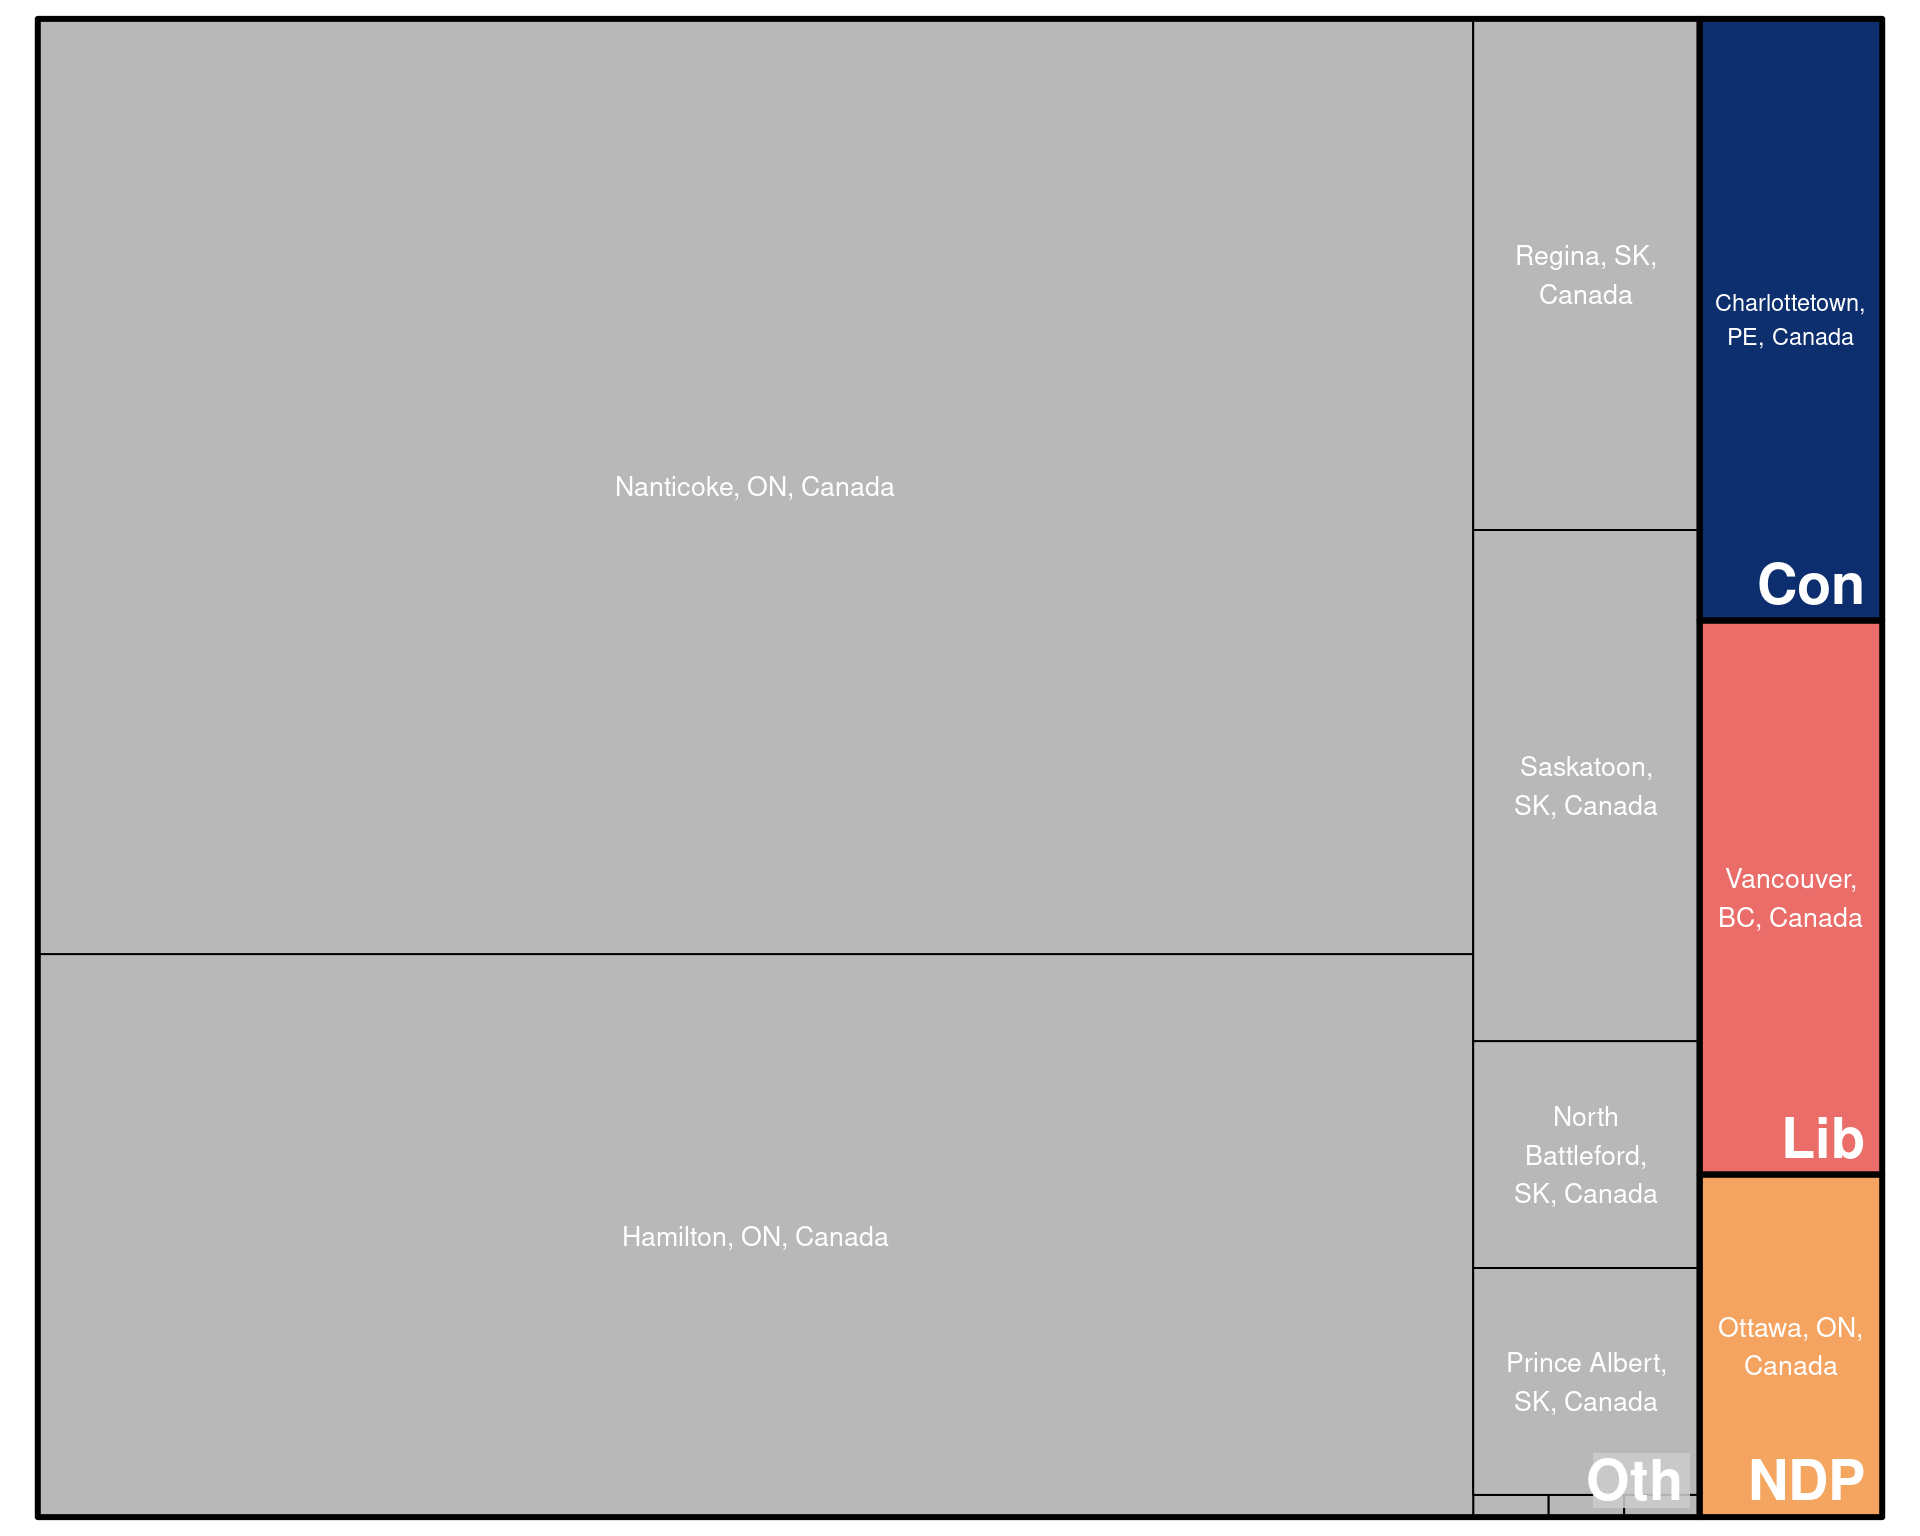 Nanticoke, ON, Canada
Hamilton, ON, Canada
Regina, SK,
Canada
Saskatoon,
SK, Canada
North
Battleford,
SK, Canada
Prince Albert,
SK, Canada
Oth
Charlottetown,
PE, Canada
Con
Vancouver,
BC, Canada
Lib
Ottawa, ON,
Canada
NDP